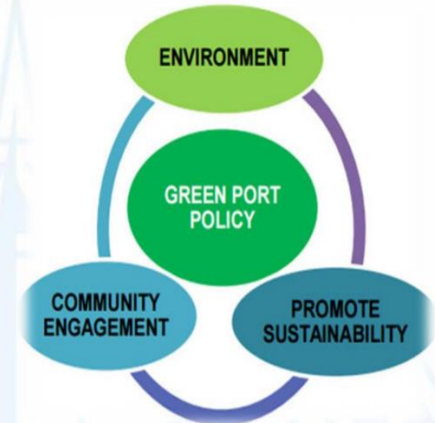 ENVIRONMENT
GREEN PORT
POLICY
COMMUNITY
ENGAGEMENT
PROMOTE
SUSTAINABILITY